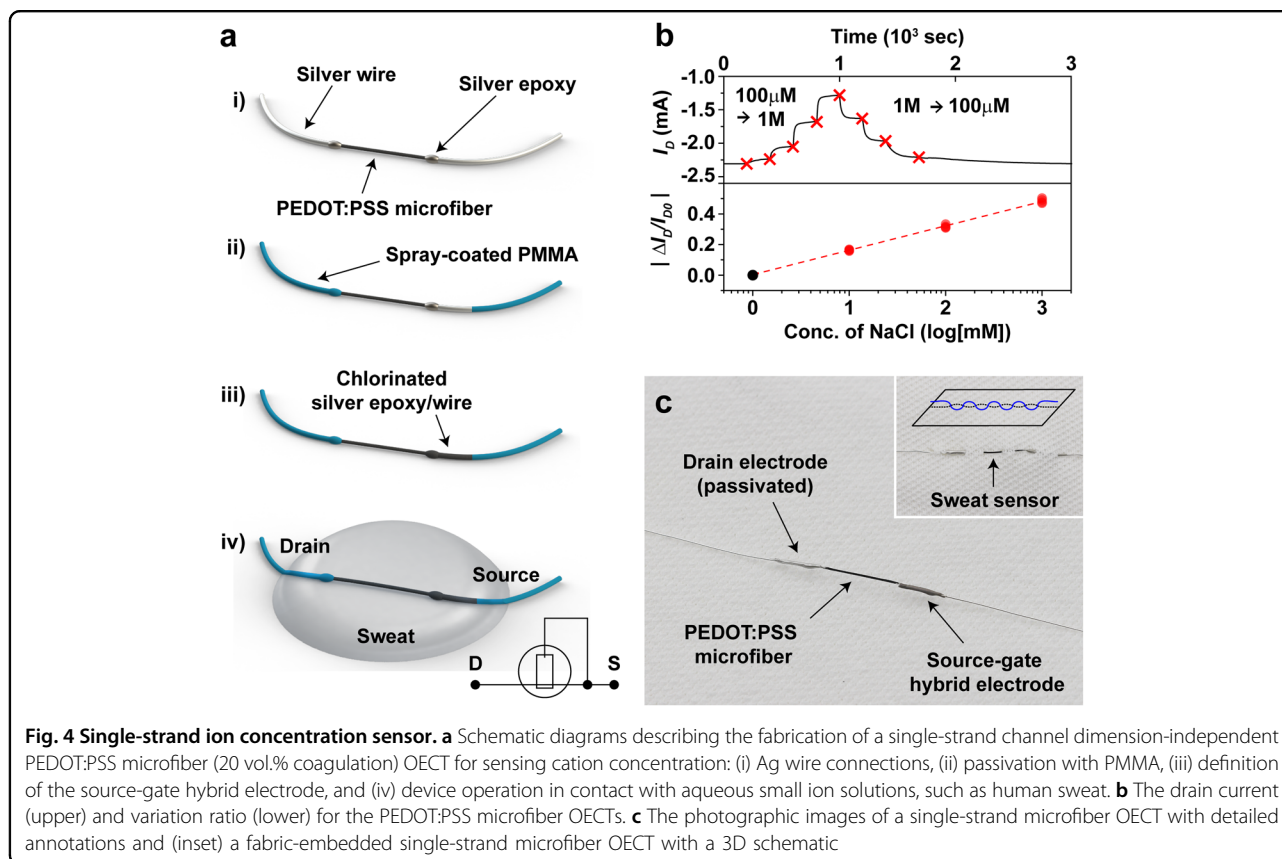 a
Silver wire
Silver epoxy
i)
PEDOT:PSS microfiber
ii)
Spray-coated PMMA
iii)
Chlorinated
silver epoxy/wire
iv)
Drain
Source
Sweat
D
S
b
Time (10³ sec)
0 1 2 3
-1.0
-1.5
-2.0
-2.5
I_D (mA)
100μM
→ 1M
1M → 100μM
0.4
0.2
0.0
| ΔI_D/I_D0 |
0 1 2 3
Conc. of NaCl (log[mM])
c
Sweat sensor
Drain electrode
(passivated)
PEDOT:PSS
microfiber
Source-gate
hybrid electrode
Fig. 4 Single-strand ion concentration sensor. a Schematic diagrams describing the fabrication of a single-strand channel dimension-independent
PEDOT:PSS microfiber (20 vol.% coagulation) OECT for sensing cation concentration: (i) Ag wire connections, (ii) passivation with PMMA, (iii) definition
of the source-gate hybrid electrode, and (iv) device operation in contact with aqueous small ion solutions, such as human sweat. b The drain current
(upper) and variation ratio (lower) for the PEDOT:PSS microfiber OECTs. c The photographic images of a single-strand microfiber OECT with detailed
annotations and (inset) a fabric-embedded single-strand microfiber OECT with a 3D schematic